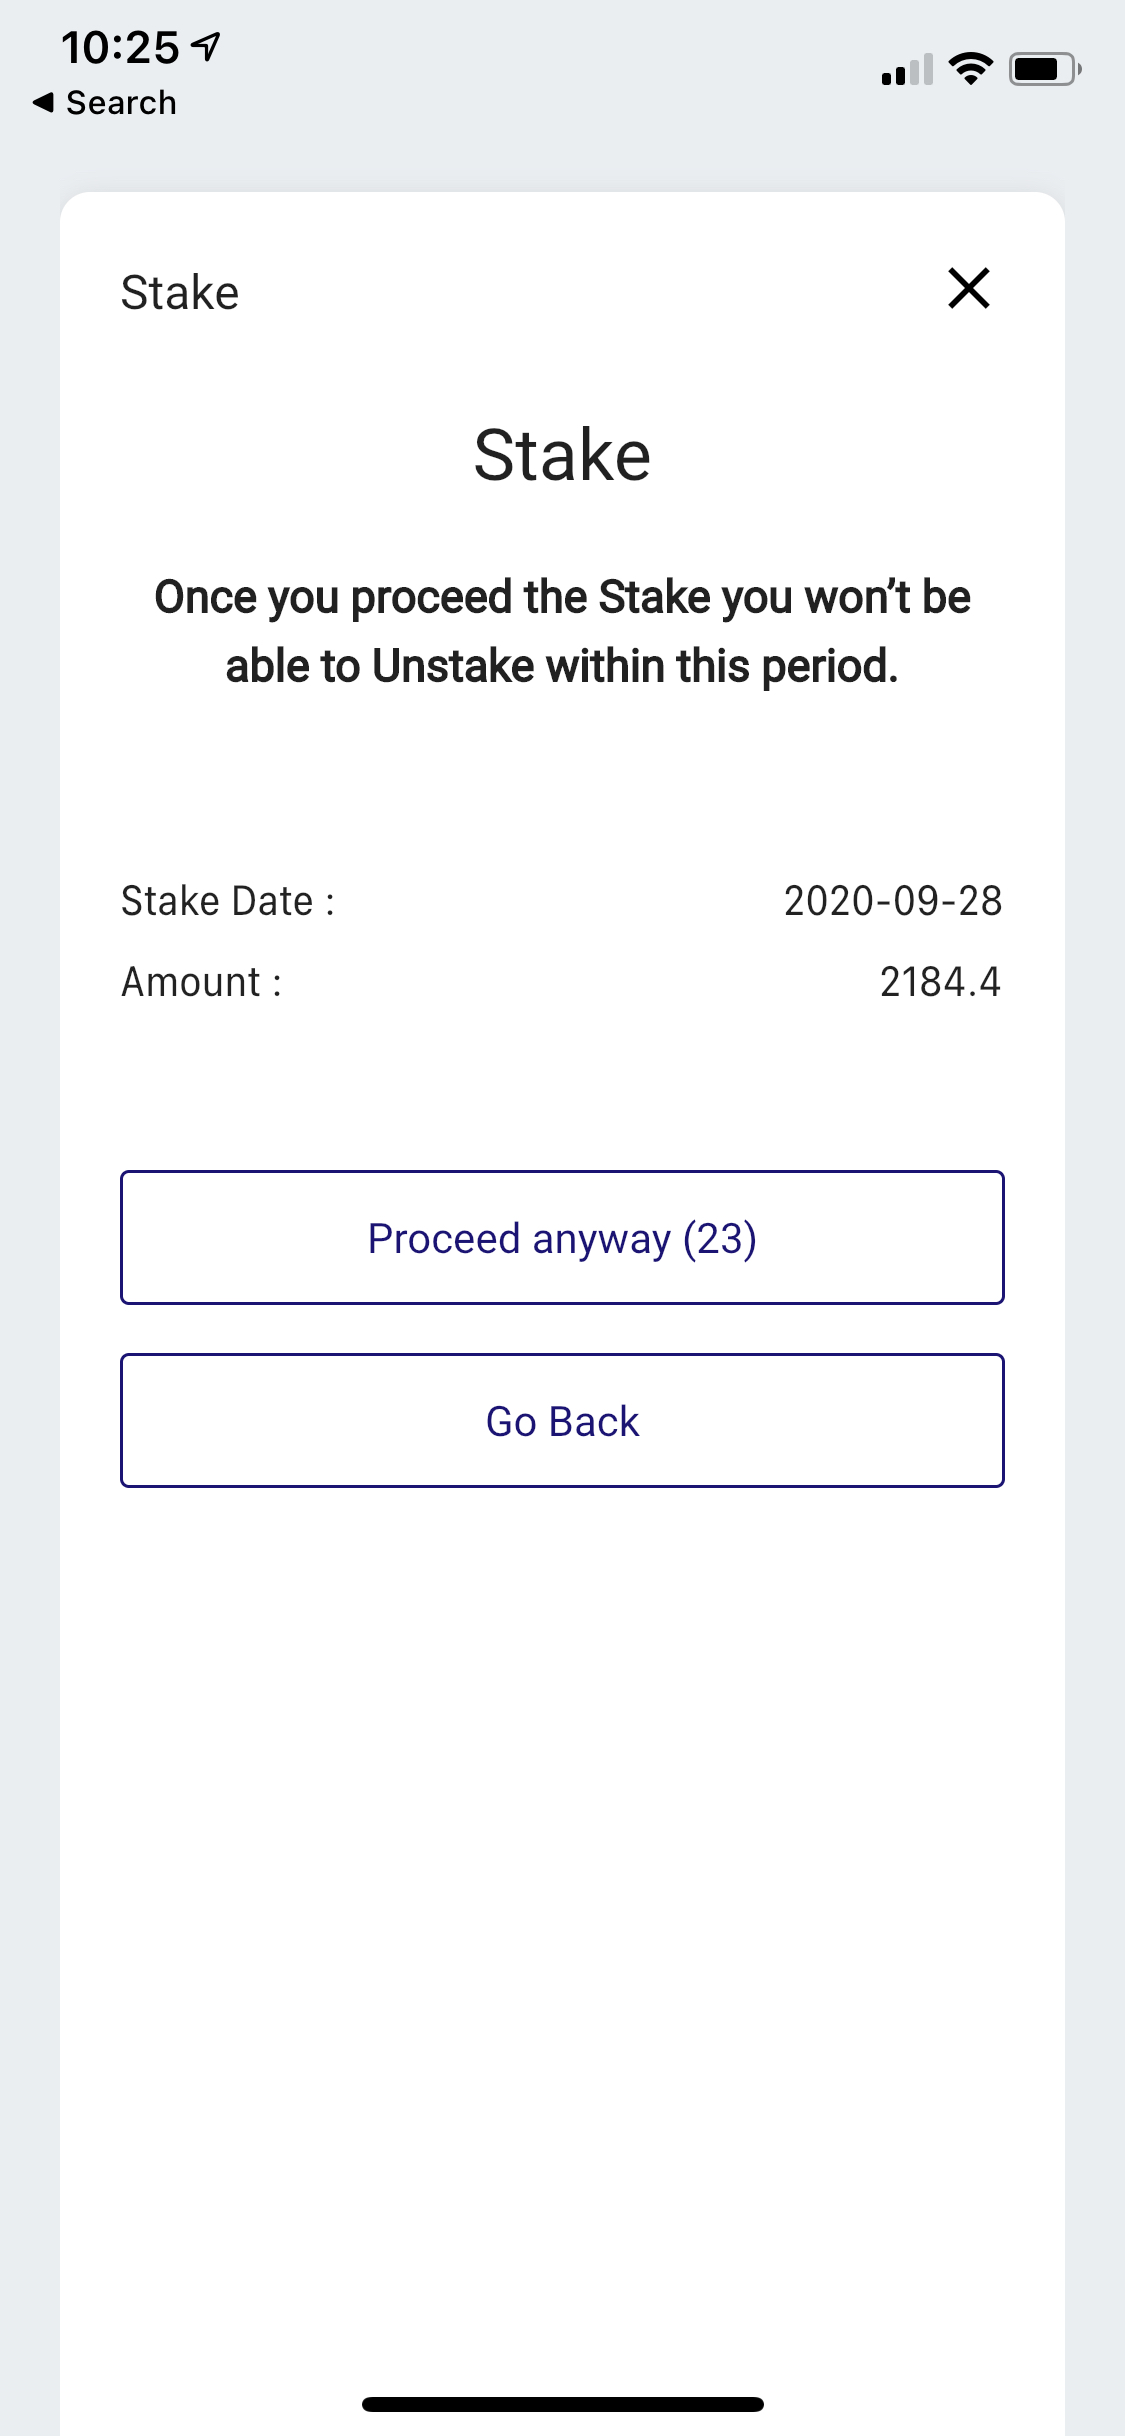 10:25
Search
Stake
Stake
Once you proceed the Stake you won’t be
able to Unstake within this period.
Stake Date : 2020-09-28
Amount : 2184.4
Proceed anyway (23)
Go Back